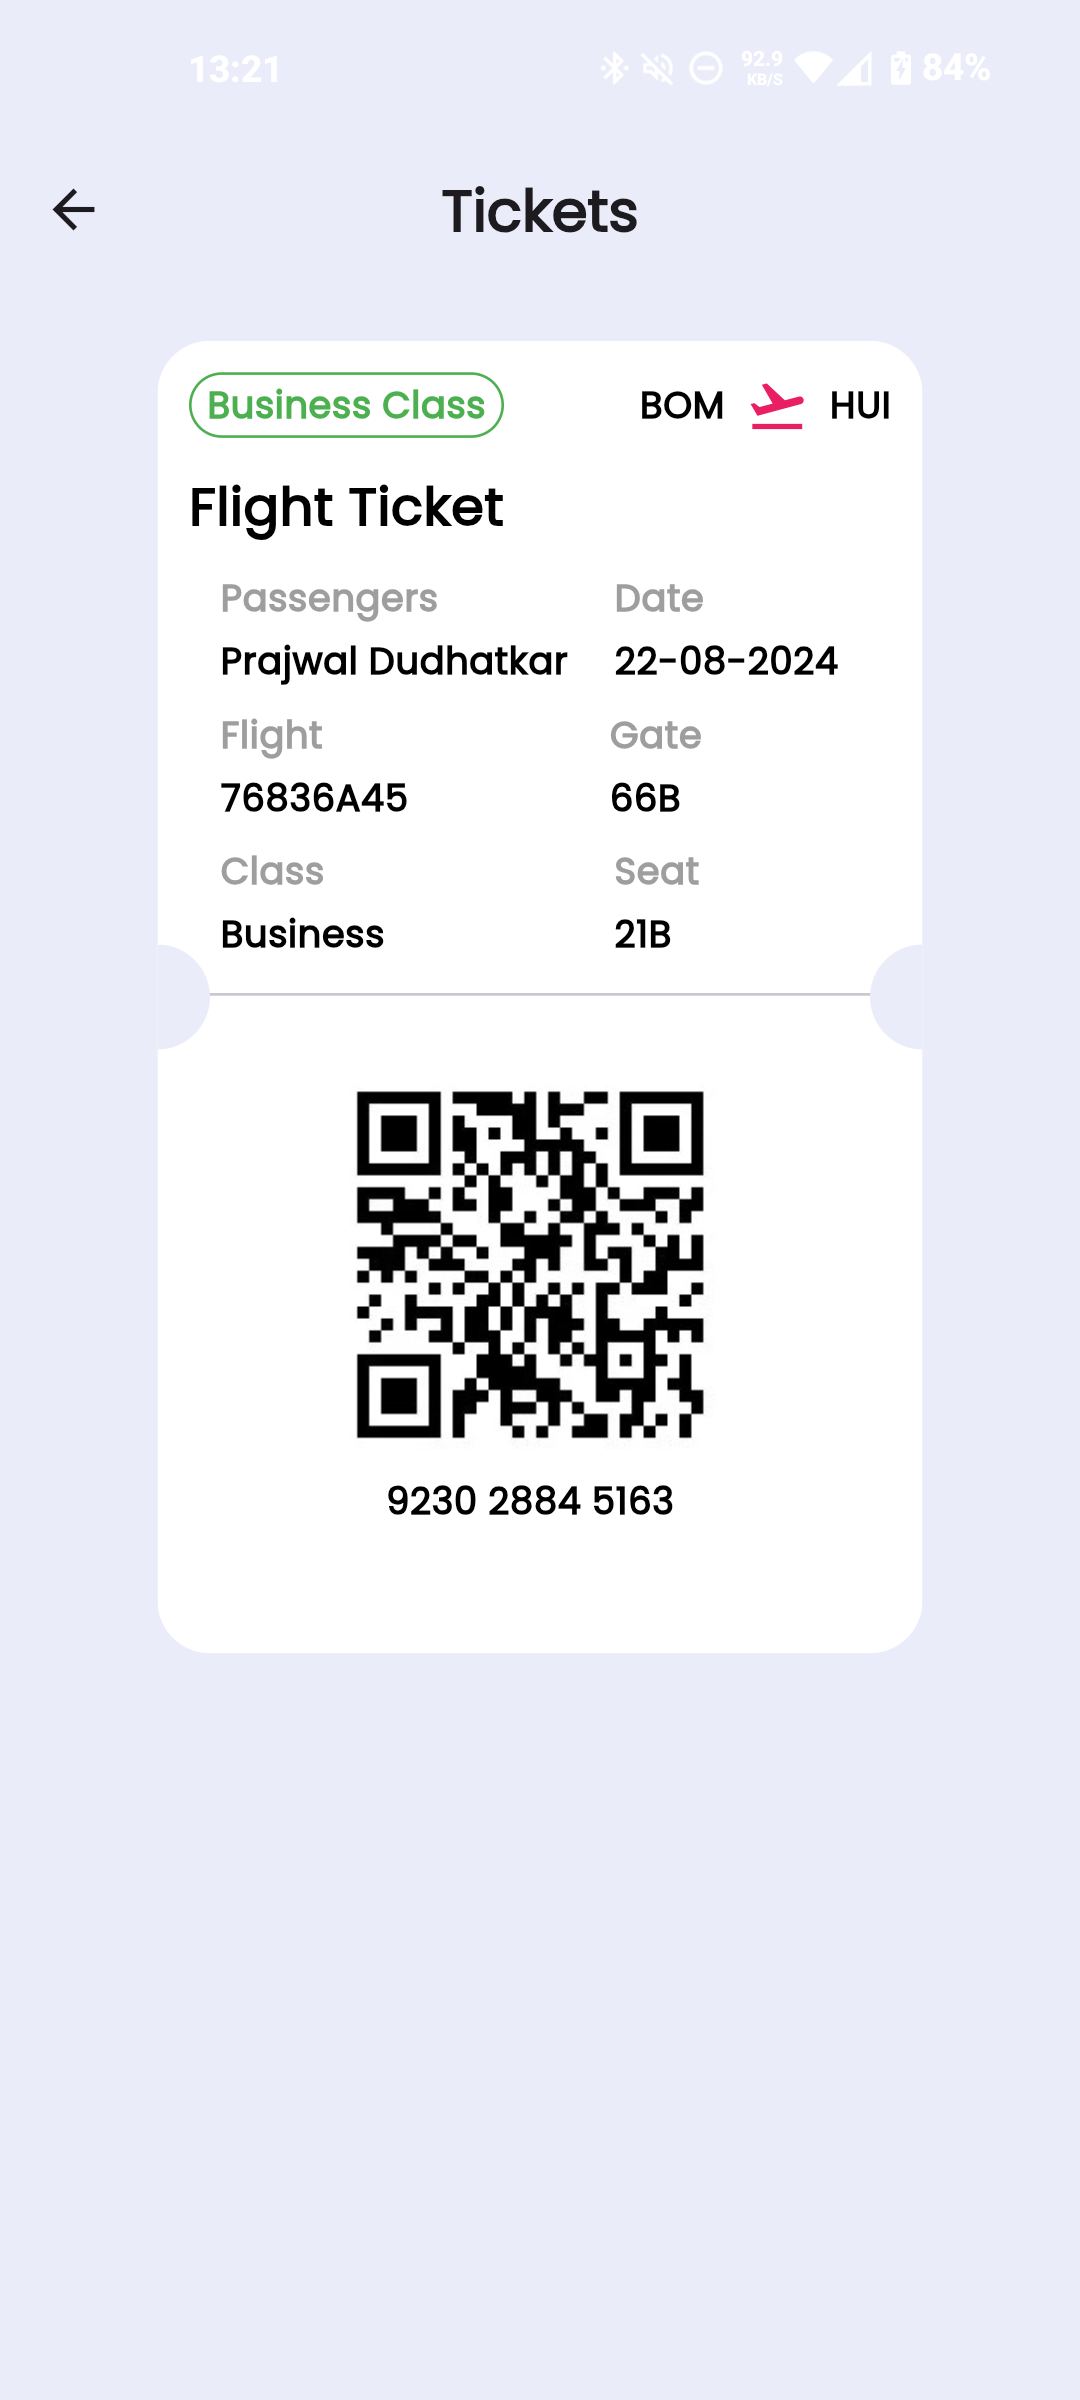 13:21 92.9 KB/S 84%
Tickets
Business Class BOM HUI
Flight Ticket
Passengers Date
Prajwal Dudhatkar 22-08-2024
Flight Gate
76836A45 66B
Class Seat
Business 21B
9230 2884 5163